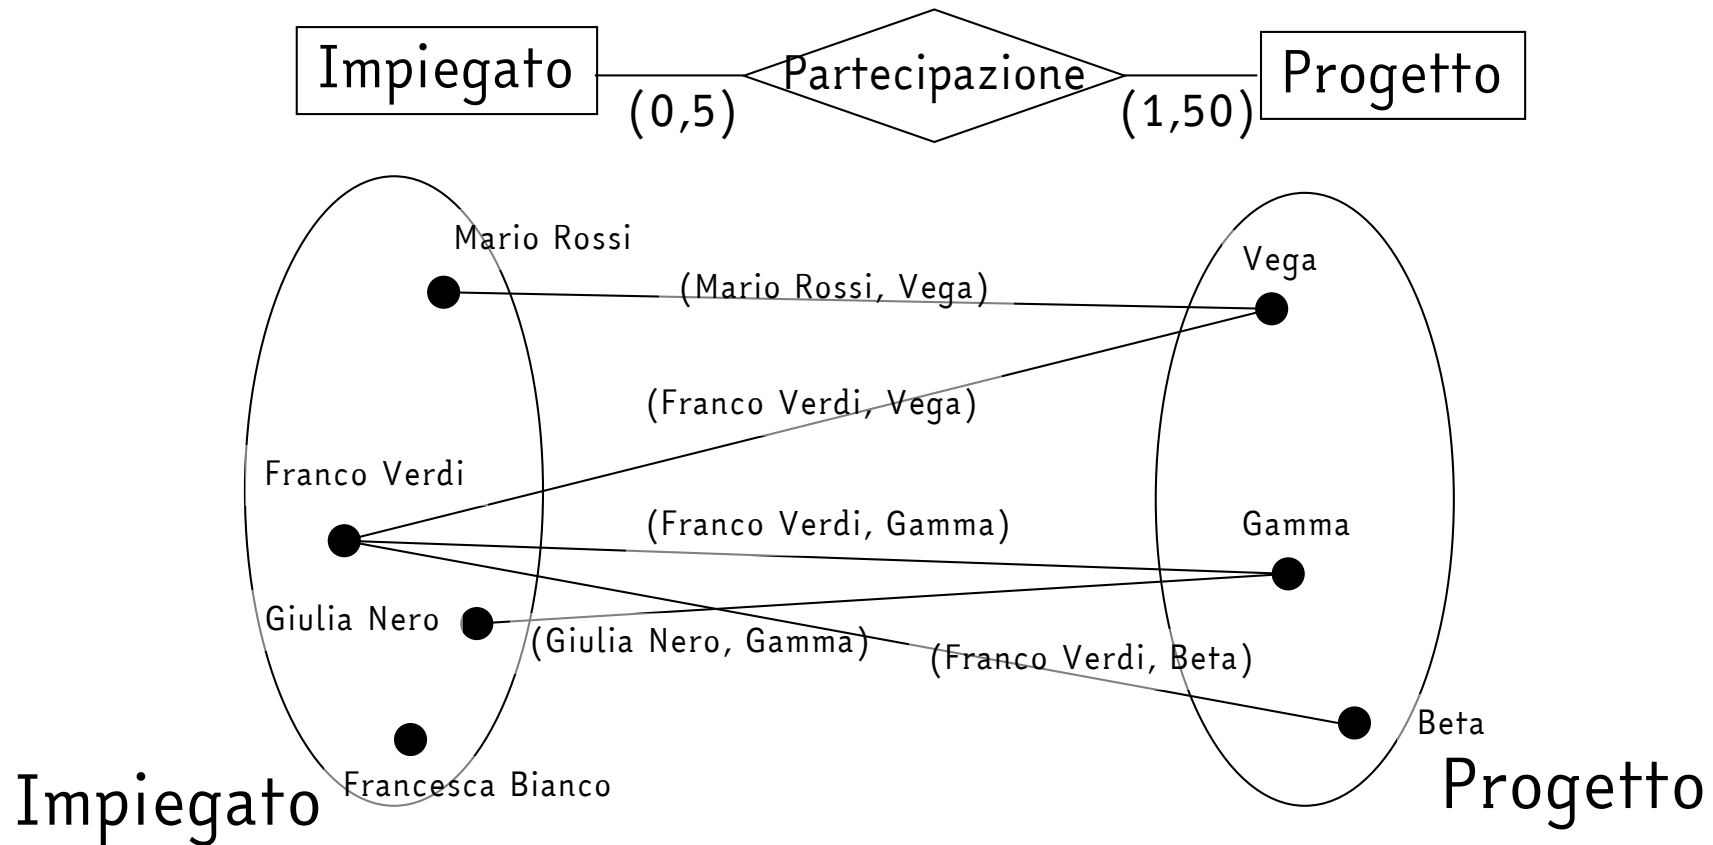 Impiegato
Partecipazione
Progetto
(0,5)
(1,50)
Mario Rossi
Vega
(Mario Rossi, Vega)
(Franco Verdi, Vega)
Franco Verdi
(Franco Verdi, Gamma)
Gamma
Giulia Nero
(Giulia Nero, Gamma)
(Franco Verdi, Beta)
Beta
Francesca Bianco
Impiegato
Progetto